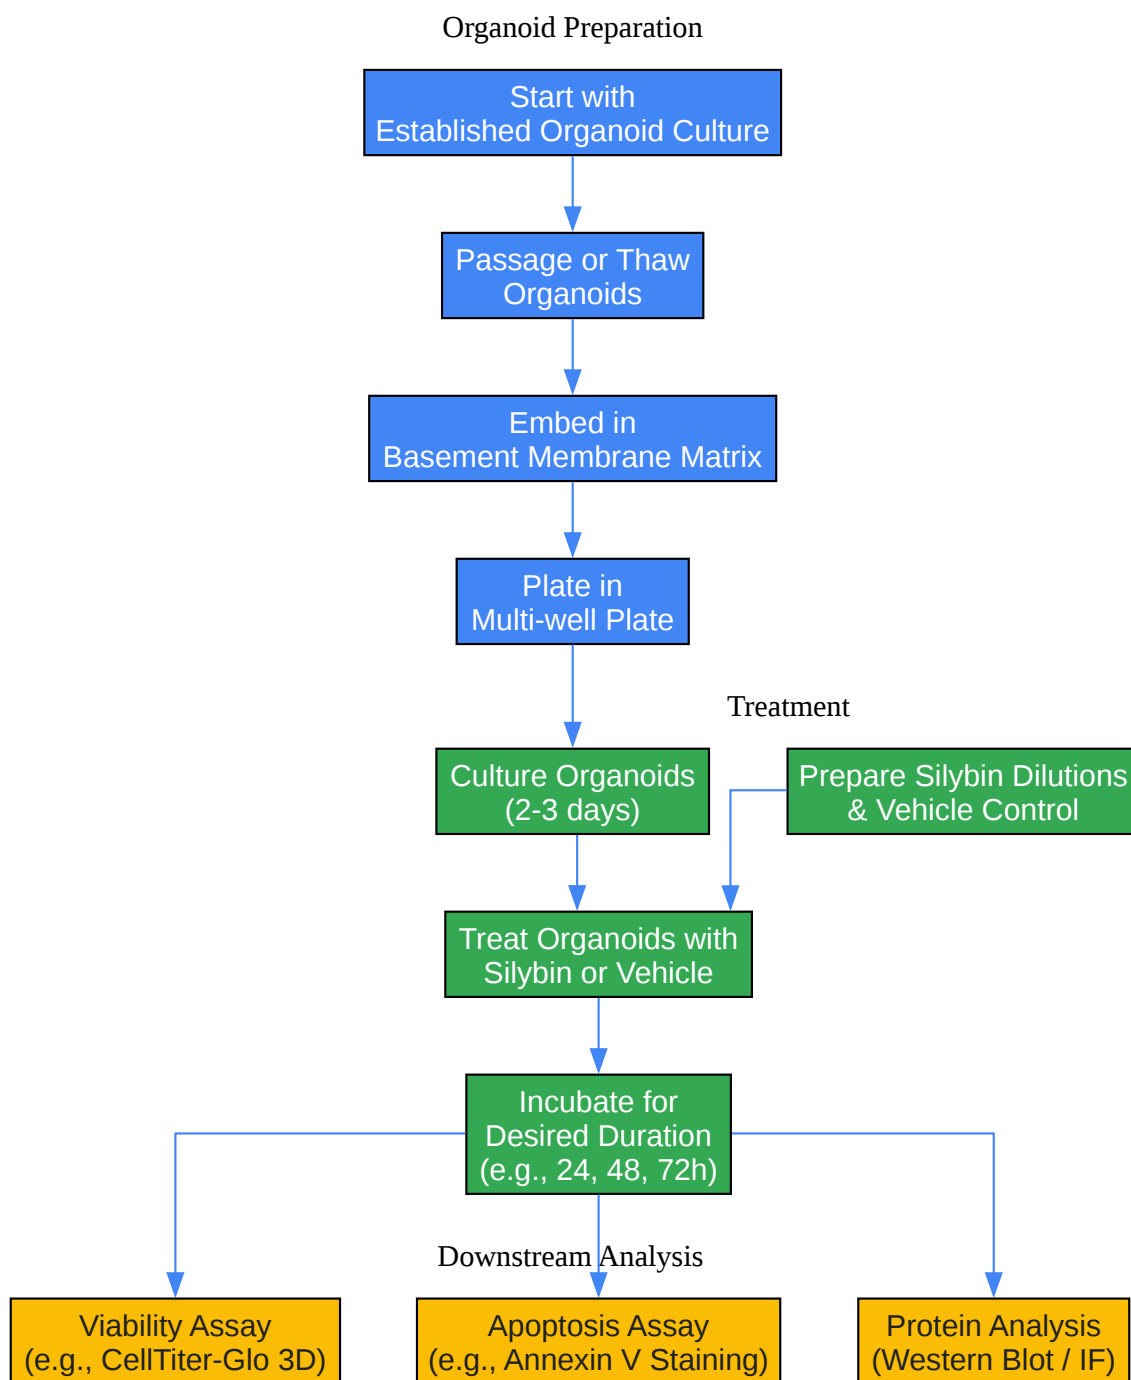 Organoid Preparation
Start with
Established Organoid Culture
Passage or Thaw
Organoids
Embed in
Basement Membrane Matrix
Plate in
Multi-well Plate
Treatment
Culture Organoids
(2-3 days)
Prepare Silybin Dilutions
& Vehicle Control
Treat Organoids with
Silybin or Vehicle
Incubate for
Desired Duration
(e.g., 24, 48, 72h)
Downstream Analysis
Viability Assay
(e.g., CellTiter-Glo 3D)
Apoptosis Assay
(e.g., Annexin V Staining)
Protein Analysis
(Western Blot / IF)